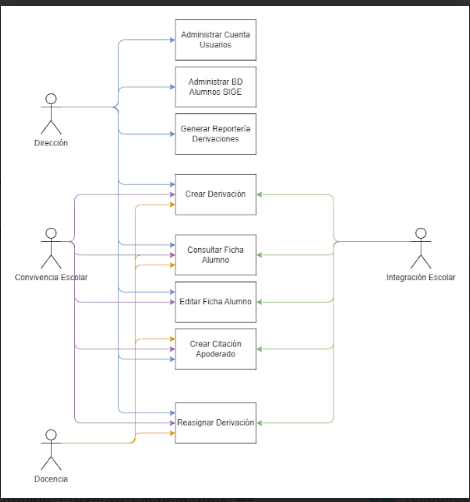 Administrar Cuenta
Usuarios
Administrar BD
Alumnos SIGE
Generar Reportería
Derivaciones
Dirección
Crear Derivación
Consultar Ficha
Alumno
Convivencia Escolar
Integración Escolar
Editar Ficha Alumno
Crear Citación
Apoderado
Reasignar Derivación
Docencia